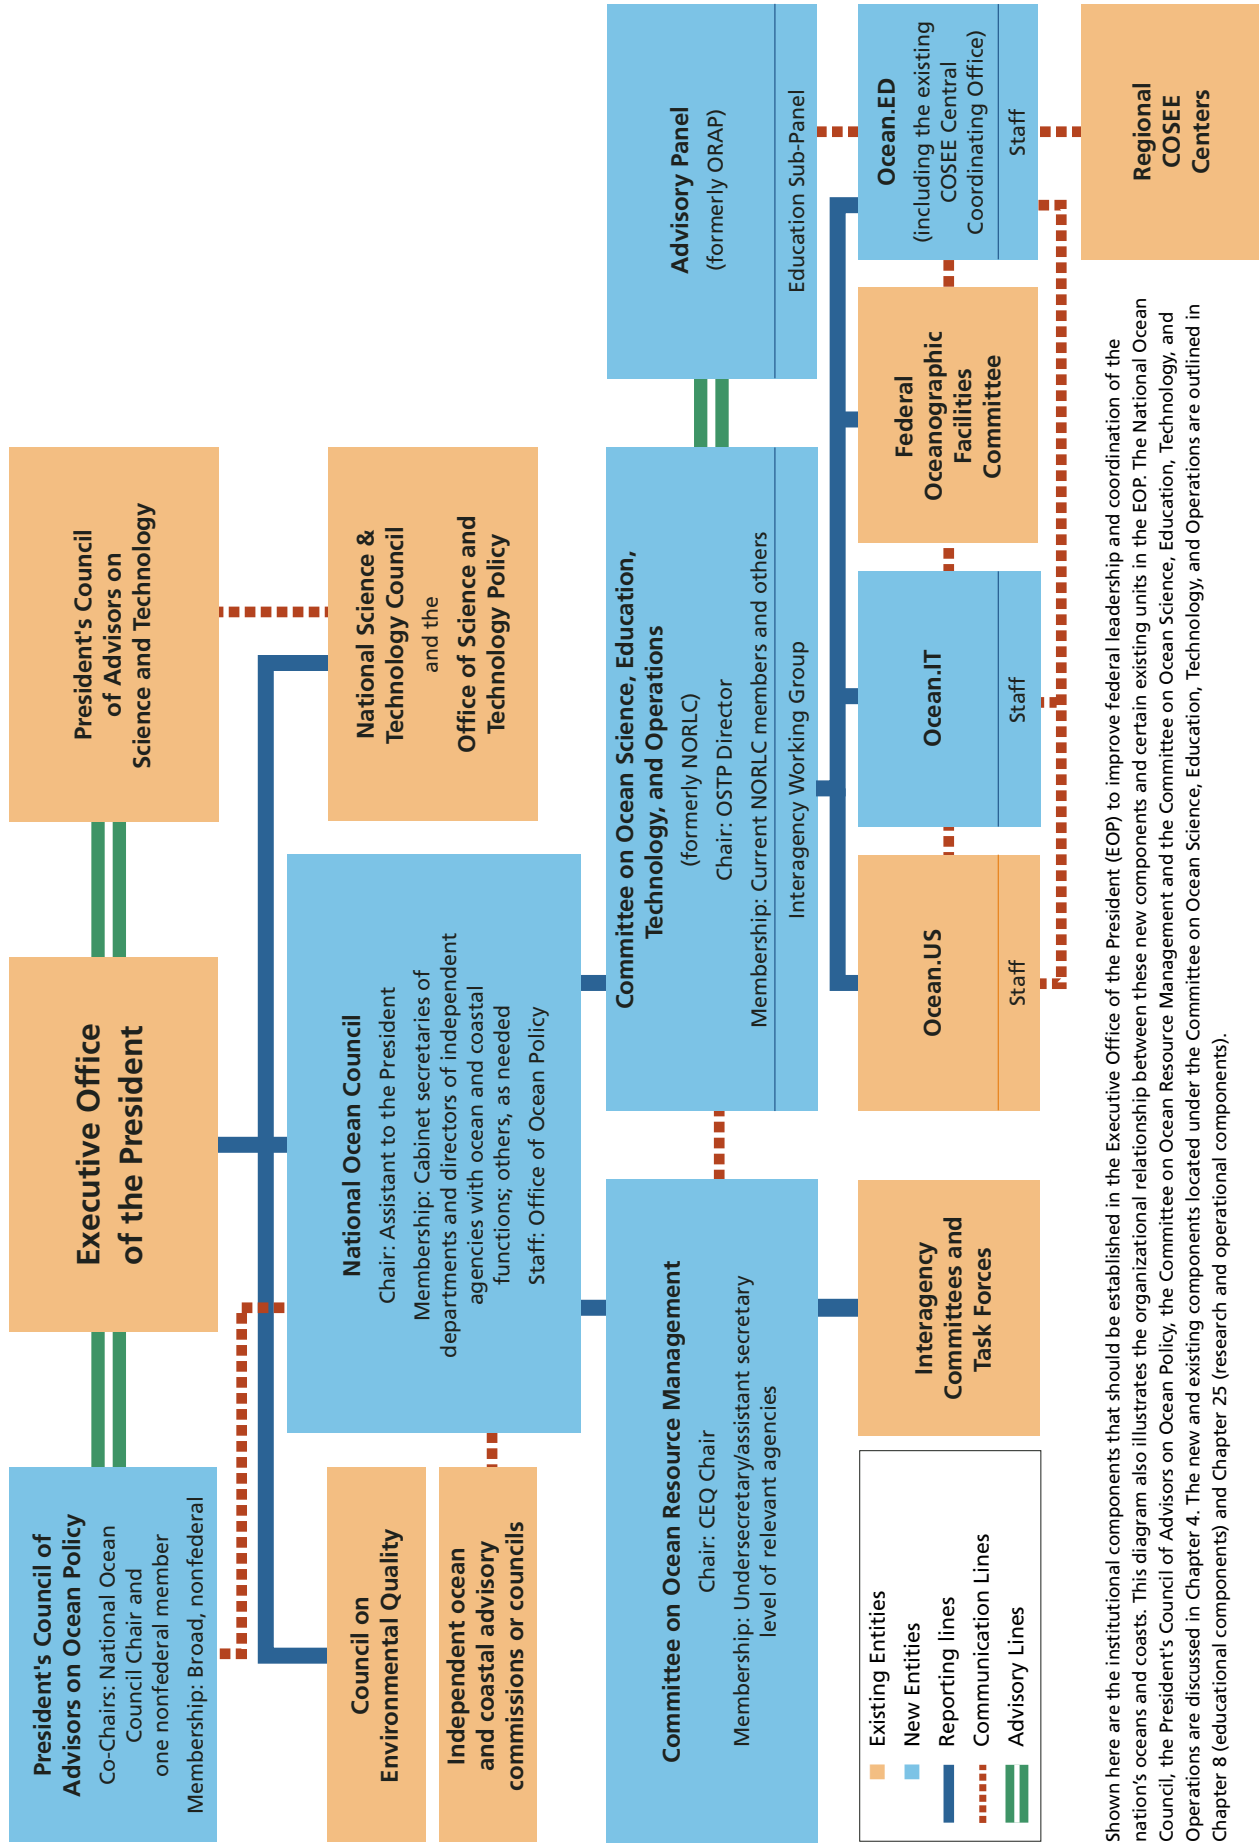 President's Council of
Advisors on Ocean Policy
Co-Chairs: National Ocean
Council Chair and
one nonfederal member
Membership: Broad, nonfederal
Executive Office
of the President
President's Council
of Advisors on
Science and Technology
Council on
Environmental Quality
Independent ocean
and coastal advisory
commissions or councils
National Ocean Council
Chair: Assistant to the President
Membership: Cabinet secretaries of
departments and directors of independent
agencies with ocean and coastal
functions; others, as needed
Staff: Office of Ocean Policy
National Science &
Technology Council
and the
Office of Science and
Technology Policy
Committee on Ocean Resource Management
Chair: CEQ Chair
Membership: Undersecretary/assistant secretary
level of relevant agencies
Committee on Ocean Science, Education,
Technology, and Operations
(formerly NORLC)
Chair: OSTP Director
Membership: Current NORLC members and others
Interagency Working Group
Advisory Panel
(formerly ORAP)
Education Sub-Panel
Existing Entities
New Entities
Reporting lines
Communication Lines
Advisory Lines
Interagency
Committees and
Task Forces
Ocean.US
Staff
Ocean.IT
Staff
Federal
Oceanographic
Facilities
Committee
Ocean.ED
(including the existing
COSEE Central
Coordinating Office)
Staff
Regional
COSEE
Centers
Shown here are the institutional components that should be established in the Executive Office of the President (EOP) to improve federal leadership and coordination of the
nation's oceans and coasts. This diagram also illustrates the organizational relationship between these new components and certain existing units in the EOP. The National Ocean
Council, the President's Council of Advisors on Ocean Policy, the Committee on Ocean Resource Management and the Committee on Ocean Science, Education, Technology, and
Operations are discussed in Chapter 4. The new and existing components located under the Committee on Ocean Science, Education, Technology, and Operations are outlined in
Chapter 8 (educational components) and Chapter 25 (research and operational components).